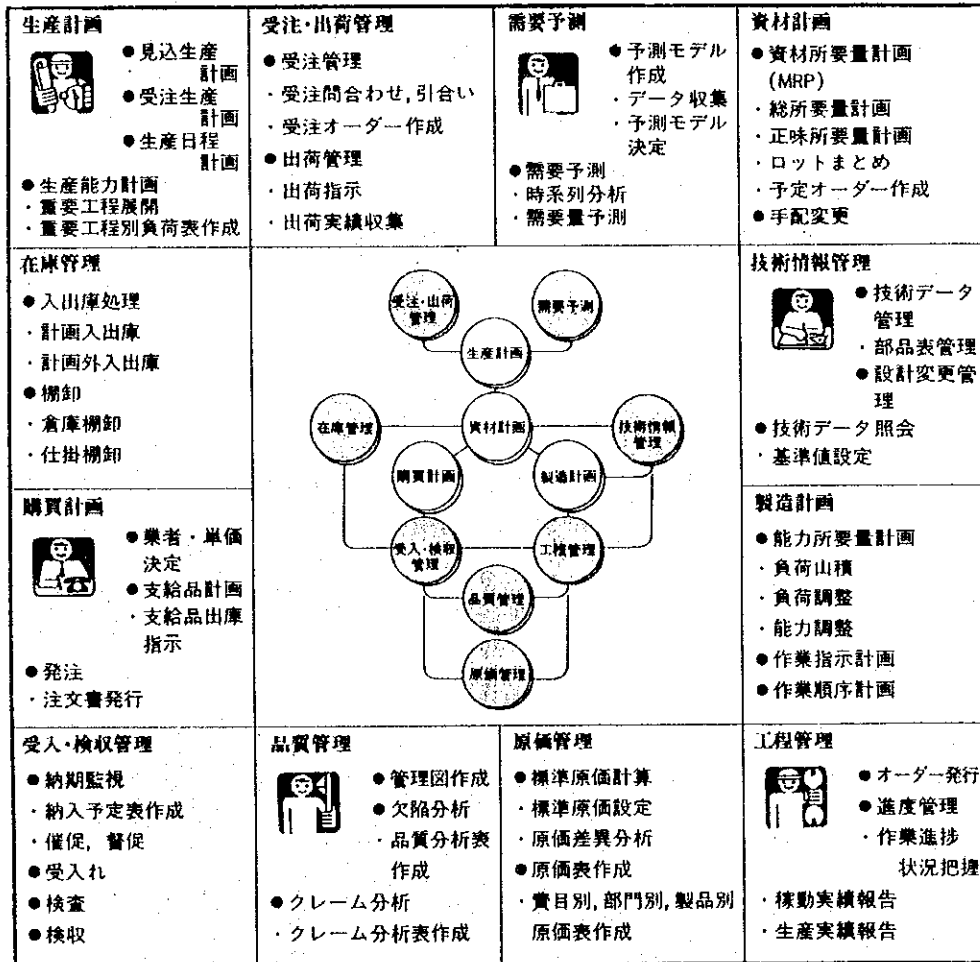 生産計画
●見込生産
計画
●受注生産
計画
●生産日程
計画
●生産能力計画
・重要工程展開
・重要工程別負荷表作成
受注・出荷管理
●受注管理
・受注問合わせ,引合い
・受注オーダー作成
●出荷管理
・出荷指示
・出荷実績収集
需要予測
●予測モデル
作成
・データ収集
・予測モデル
決定
●需要予測
・時系列分析
・需要量予測
資材計画
●資材所要量計画
(MRP)
・総所要量計画
・正味所要量計画
・ロットまとめ
・予定オーダー作成
●手配変更
在庫管理
●入出庫処理
・計画入出庫
・計画外入出庫
●棚卸
・倉庫棚卸
・仕掛棚卸
受注・出荷
管理
需要予測
生産計画
在庫管理
資材計画
技術情報
管理
購買計画
製造計画
受入・検収
管理
工程管理
品質管理
原価管理
技術情報管理
●技術データ
管理
・部品表管理
●設計変更管
理
●技術データ照会
・基準値設定
購買計画
●業者・単価
決定
●支給品計画
・支給品出庫
指示
●発注
・注文書発行
製造計画
●能力所要量計画
・負荷山積
・負荷調整
・能力調整
●作業指示計画
●作業順序計画
受入・検収管理
●納期監視
・納入予定表作成
・催促,督促
●受入れ
●検査
●検収
品質管理
●管理図作成
●欠陥分析
・品質分析表
作成
●クレーム分析
・クレーム分析表作成
原価管理
●標準原価計算
・標準原価設定
・原価差異分析
●原価表作成
・費目別,部門別,製品別
原価表作成
工程管理
●オーダー発行
●進度管理
・作業進捗
状況把握
・稼動実績報告
・生産実績報告